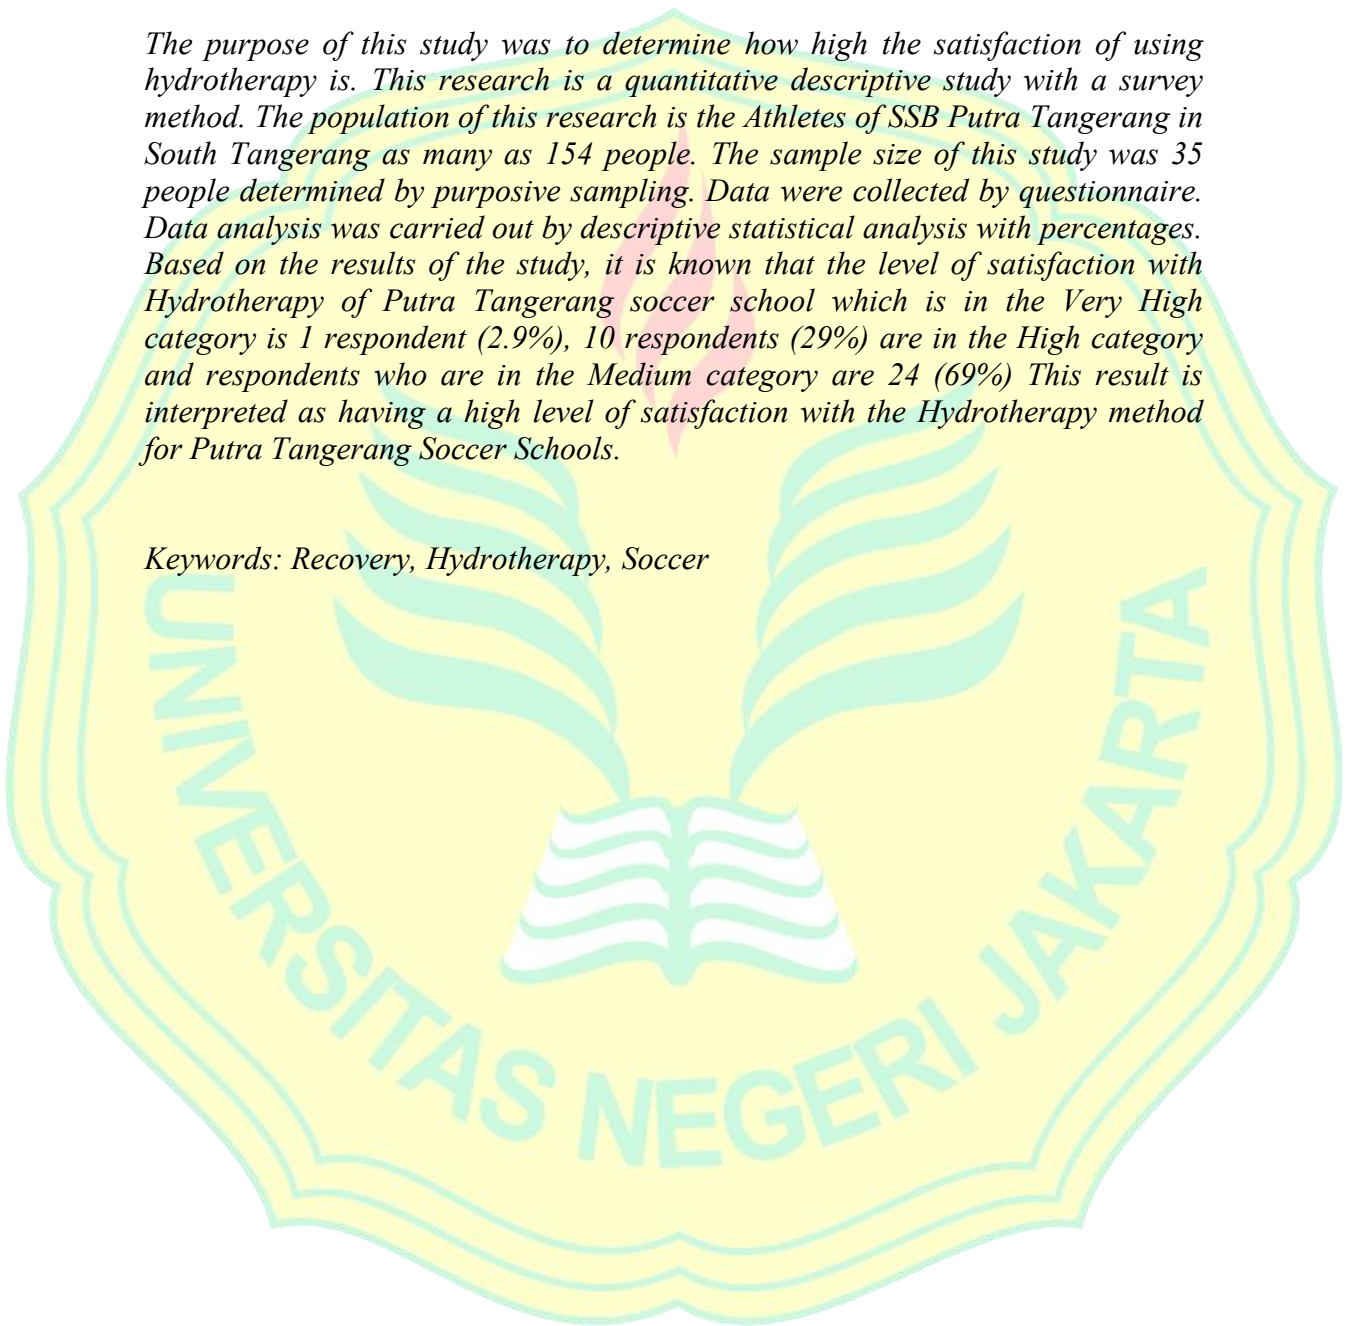 The purpose of this study was to determine how high the satisfaction of using
hydrotherapy is. This research is a quantitative descriptive study with a survey
method. The population of this research is the Athletes of SSB Putra Tangerang in
South Tangerang as many as 154 people. The sample size of this study was 35
people determined by purposive sampling. Data were collected by questionnaire.
Data analysis was carried out by descriptive statistical analysis with percentages.
Based on the results of the study, it is known that the level of satisfaction with
Hydrotherapy of Putra Tangerang soccer school which is in the Very High
category is 1 respondent (2.9%), 10 respondents (29%) are in the High category
and respondents who are in the Medium category are 24 (69%) This result is
interpreted as having a high level of satisfaction with the Hydrotherapy method
for Putra Tangerang Soccer Schools.
Keywords: Recovery, Hydrotherapy, Soccer
UNIVERSITAS NEGERI JAKARTA